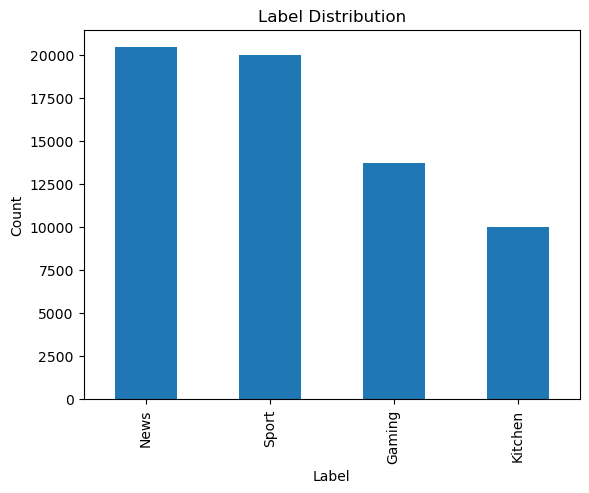 Label Distribution
Count
20000
17500
15000
12500
10000
7500
5000
2500
0
News
Sport
Gaming
Kitchen
Label